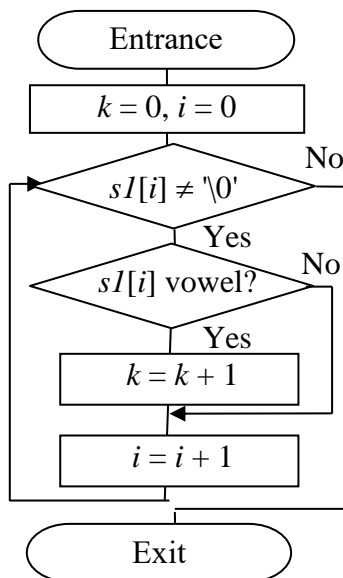 Entrance
k = 0, i = 0
No
s1[i] ≠ '\0'
Yes
No
s1[i] vowel?
Yes
k = k + 1
i = i + 1
Exit